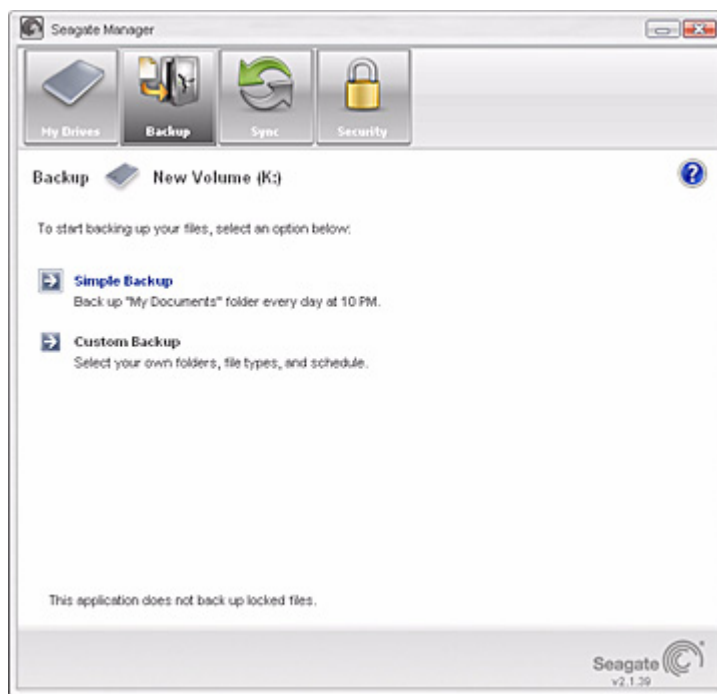 Seagate Manager
My Drives Backup Sync Security
Backup New Volume (K:)
To start backing up your files, select an option below:
Simple Backup
Back up "My Documents" folder every day at 10 PM.
Custom Backup
Select your own folders, file types, and schedule.
This application does not back up locked files.
Seagate
v2.1.39